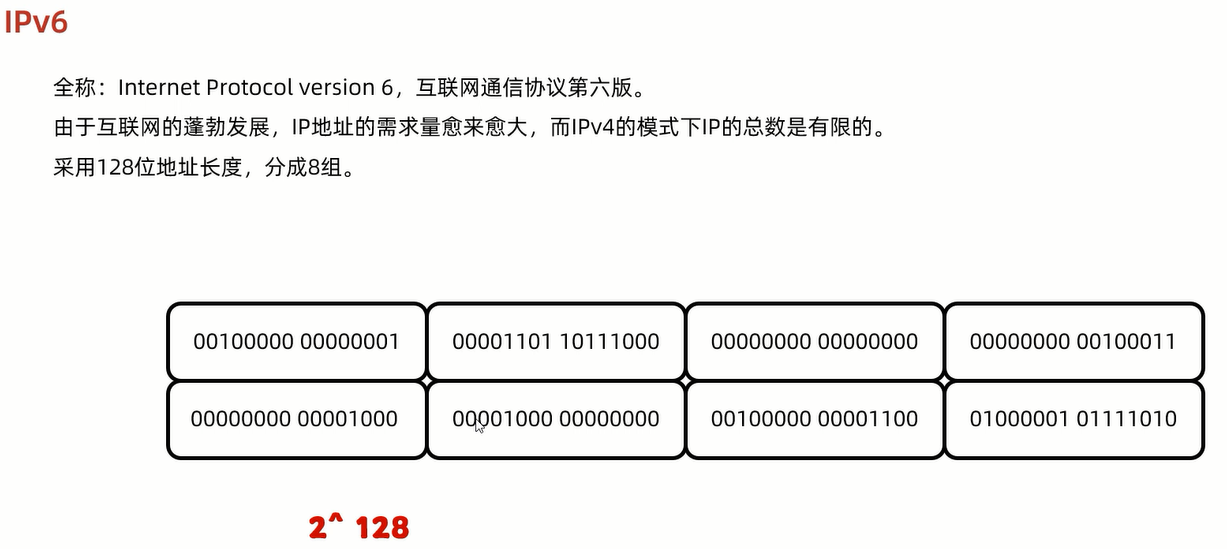 IPv6
全称：Internet Protocol version 6，互联网通信协议第六版。
由于互联网的蓬勃发展，IP地址的需求量愈来愈大，而IPv4的模式下IP的总数是有限的。
采用128位地址长度，分成8组。
00100000 00000001 00001101 10111000 00000000 00000000 00000000 00100011
00000000 00001000 00001000 00000000 00100000 00001100 01000001 01111010
2^ 128